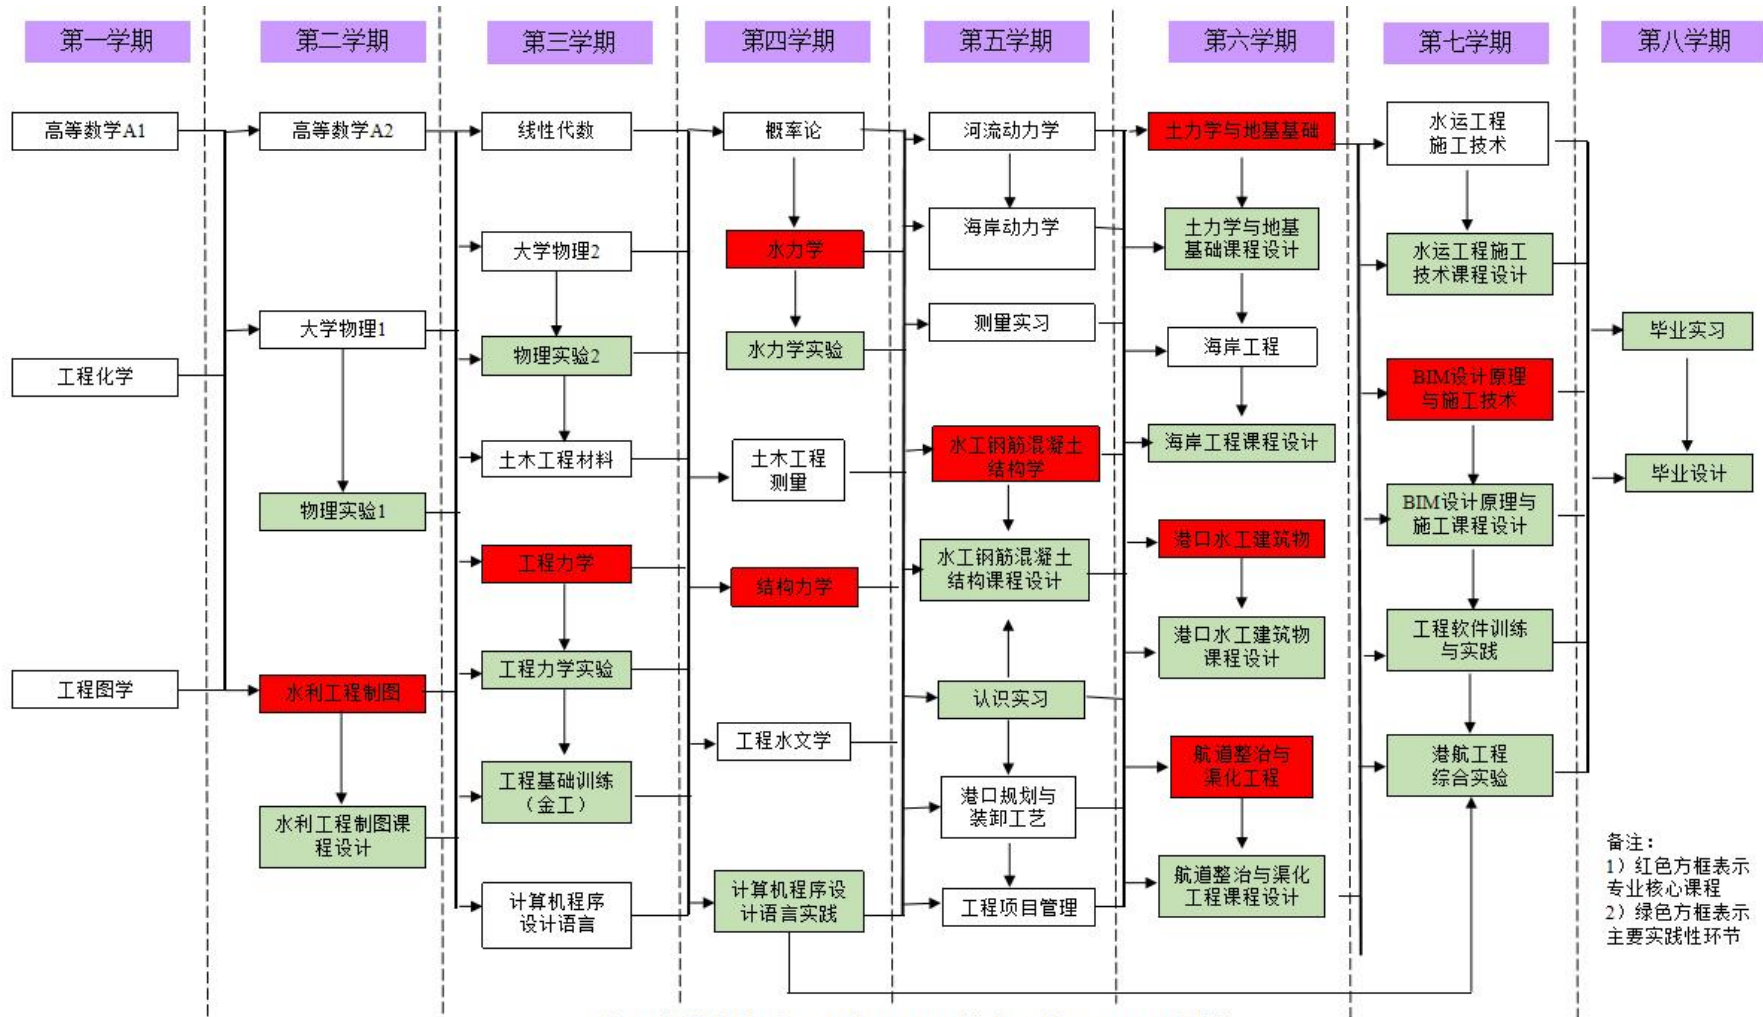 第一学期
第二学期
第三学期
第四学期
第五学期
第六学期
第七学期
第八学期
高等数学A1
工程化学
工程图学
高等数学A2
大学物理1
物理实验1
水利工程制图
水利工程制图课
程设计
线性代数
大学物理2
物理实验2
土木工程材料
工程力学
工程力学实验
工程基础训练
（金工）
计算机程序
设计语言
概率论
水力学
水力学实验
土木工程
测量
结构力学
工程水文学
计算机程序设
计语言实践
河流动力学
海岸动力学
测量实习
水工钢筋混凝土
结构学
水工钢筋混凝土
结构课程设计
认识实习
港口规划与
装卸工艺
工程项目管理
土力学与地基基础
土力学与地基
基础课程设计
海岸工程
海岸工程课程设计
港口水工建筑物
港口水工建筑物
课程设计
航道整治与
渠化工程
航道整治与渠化
工程课程设计
水运工程
施工技术
水运工程施工
技术课程设计
BIM设计原理
与施工技术
BIM设计原理与
施工课程设计
工程软件训练
与实践
港航工程
综合实验
毕业实习
毕业设计
备注：
1）红色方框表示
专业核心课程
2）绿色方框表示
主要实践性环节